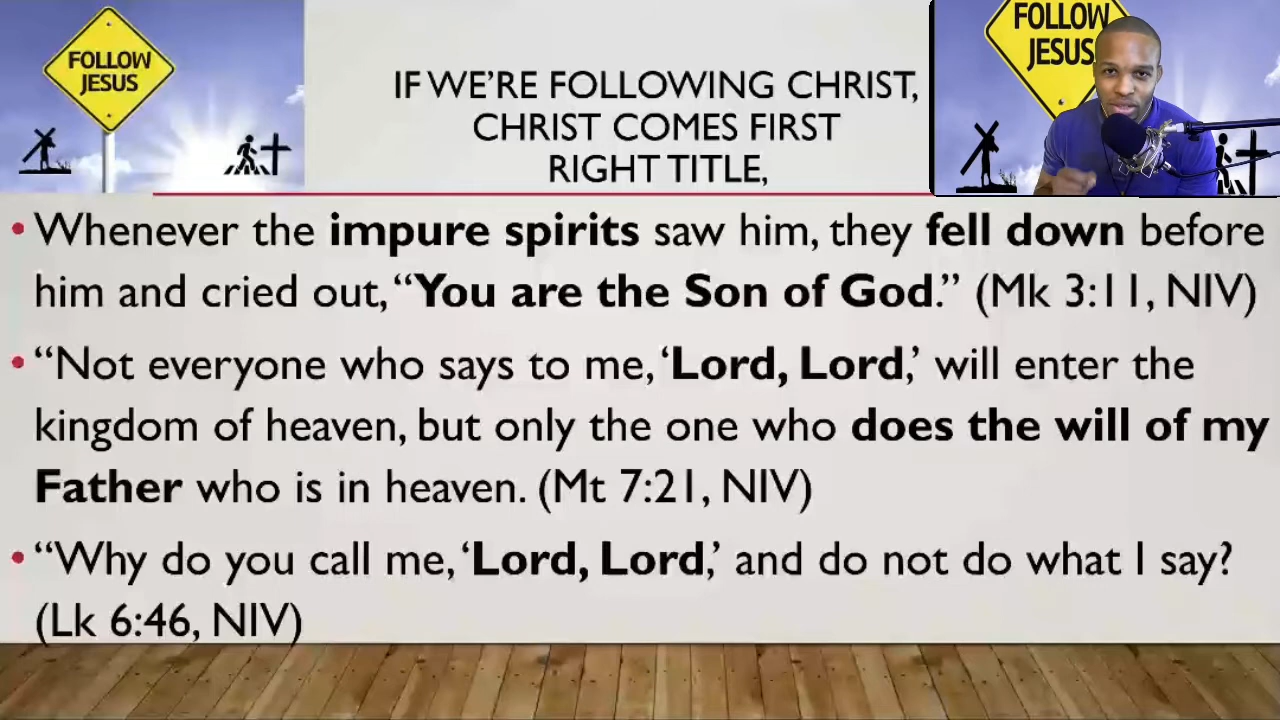 FOLLOW
JESUS
IF WE'RE FOLLOWING CHRIST,
CHRIST COMES FIRST
RIGHT TITLE,
FOLLOW
JESUS
• Whenever the impure spirits saw him, they fell down before
him and cried out, “You are the Son of God.” (Mk 3:11, NIV)
• “Not everyone who says to me, ‘Lord, Lord,’ will enter the
kingdom of heaven, but only the one who does the will of my
Father who is in heaven. (Mt 7:21, NIV)
• “Why do you call me, ‘Lord, Lord,’ and do not do what I say?
(Lk 6:46, NIV)